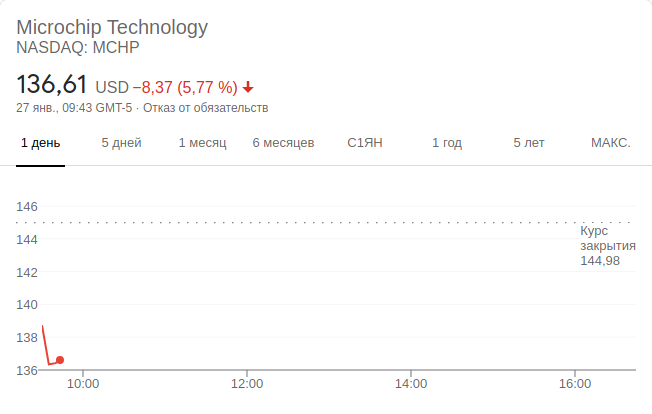 Microchip Technology
NASDAQ: MCHP
136,61 USD −8,37 (5,77 %)
27 янв., 09:43 GMT-5 · Отказ от обязательств
1 день 5 дней 1 месяц 6 месяцев С1ЯН 1 год 5 лет МАКС.
146
144
142
140
138
136
Курс
закрытия
144,98
10:00 12:00 14:00 16:00